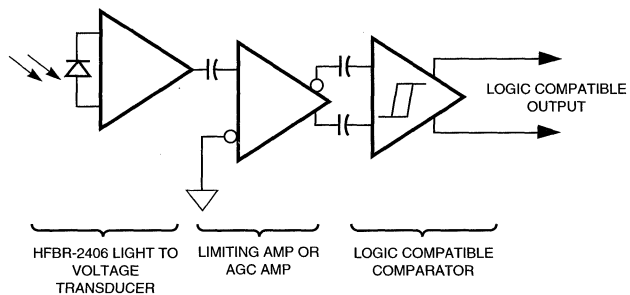 LOGIC COMPATIBLE
OUTPUT
HFBR-2406 LIGHT TO
VOLTAGE
TRANSDUCER
LIMITING AMP OR
AGC AMP
LOGIC COMPATIBLE
COMPARATOR